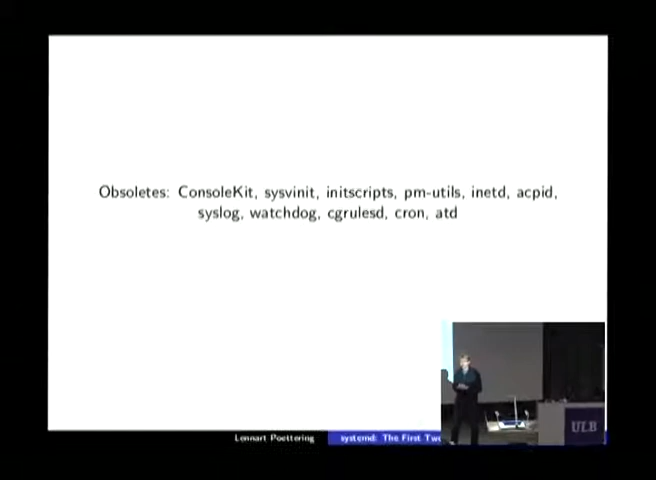 Obsoletes: ConsoleKit, sysvinit, initscripts, pm-utils, inetd, acpid,
syslog, watchdog, cgrulesd, cron, atd
ULB
Lennart Poettering systemd: The First Two